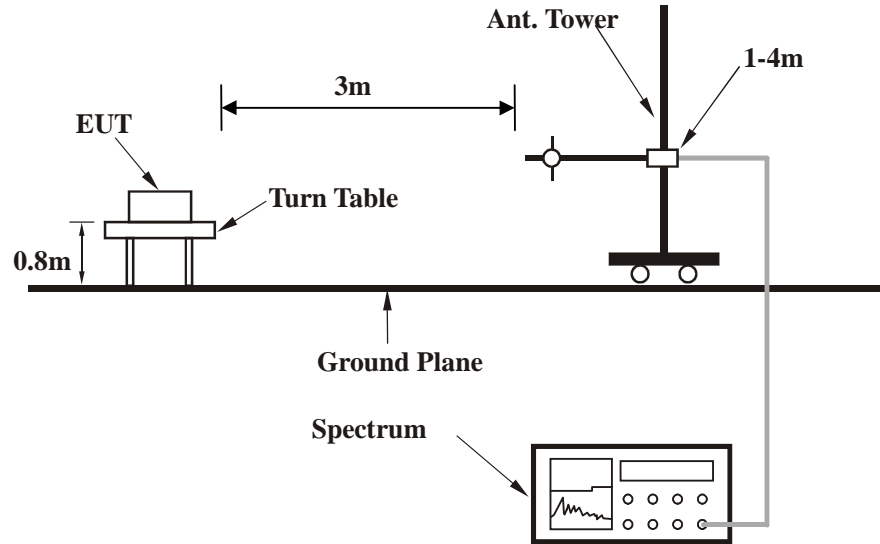 Ant. Tower
1-4m
3m
EUT
Turn Table
0.8m
Ground Plane
Spectrum